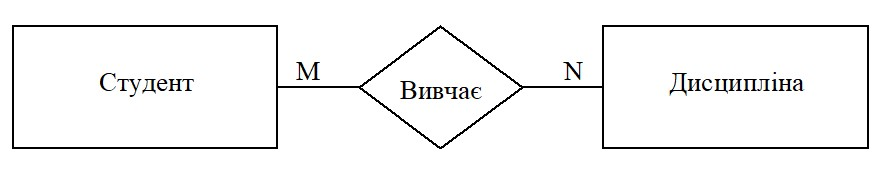 Студент
M
Вивчає
N
Дисципліна